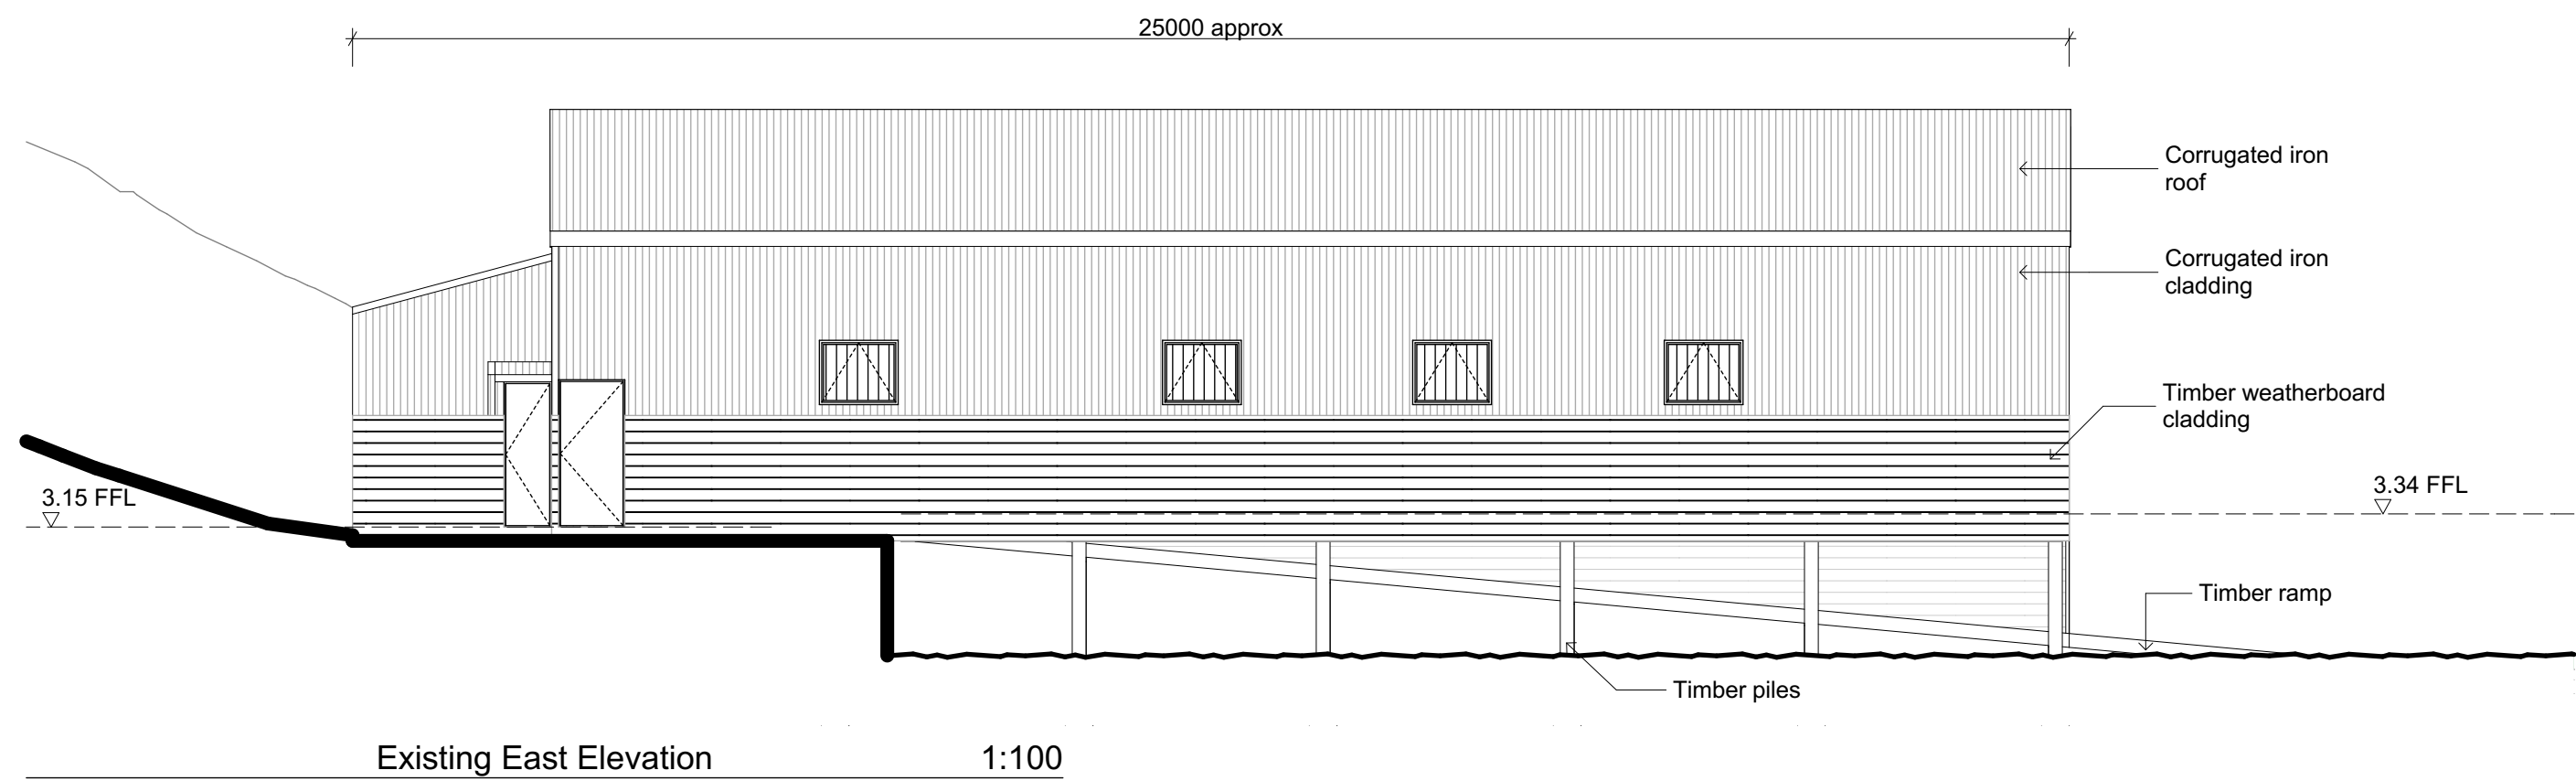 25000 approx
Corrugated iron
roof
Corrugated iron
cladding
Timber weatherboard
cladding
3.15 FFL
3.34 FFL
Timber ramp
Timber piles
Existing East Elevation 1:100